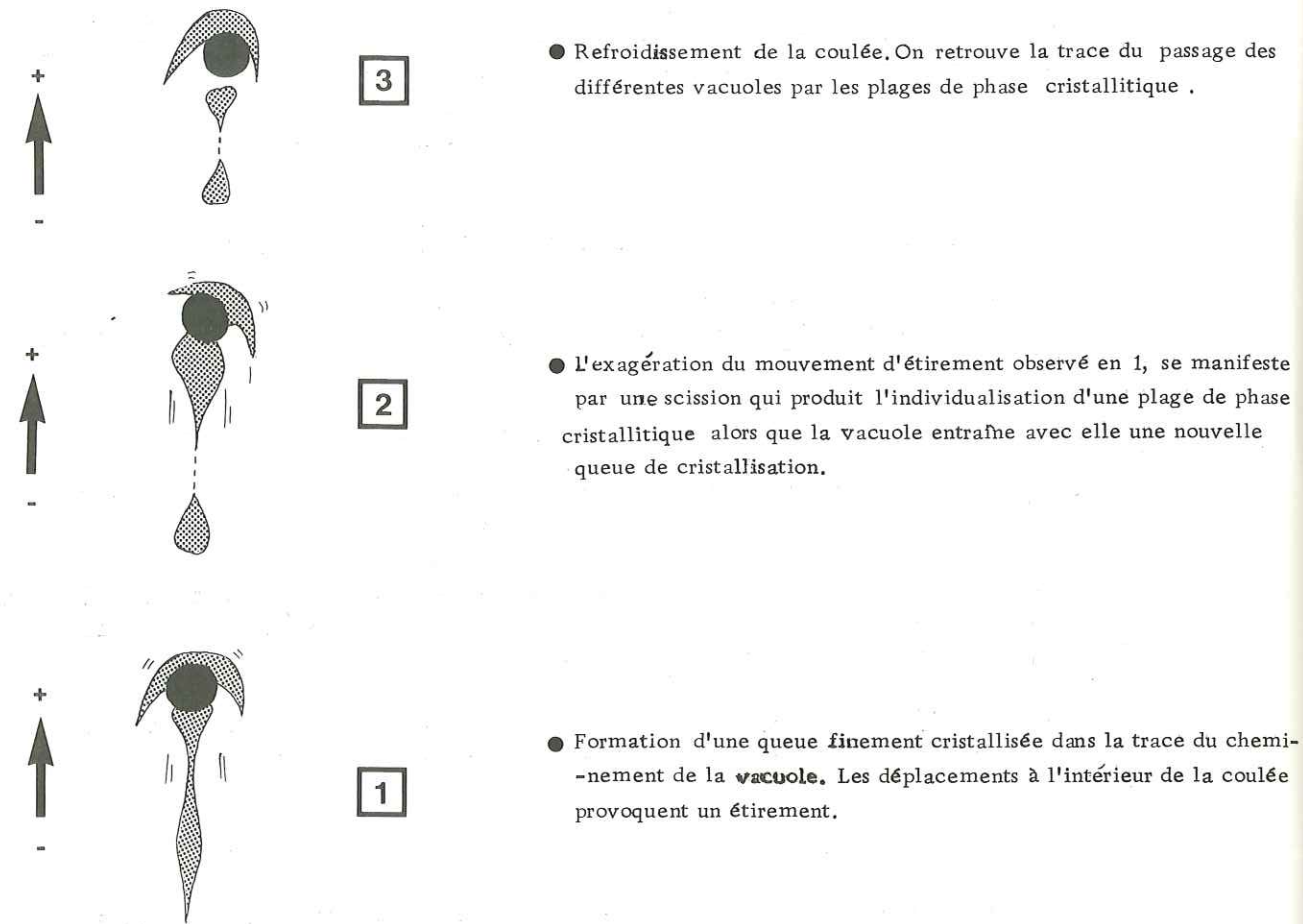 +
3
● Refroidissement de la coulée. On retrouve la trace du passage des
différentes vacuoles par les plages de phase cristallitique .
-
+
2
● L'exagération du mouvement d'étirement observé en 1, se manifeste
par une scission qui produit l'individualisation d'une plage de phase
cristallitique alors que la vacuole entraîne avec elle une nouvelle
queue de cristallisation.
-
+
1
● Formation d'une queue finement cristallisée dans la trace du chemi-
-nement de la vacuole. Les déplacements à l'intérieur de la coulée
provoquent un étirement.
-